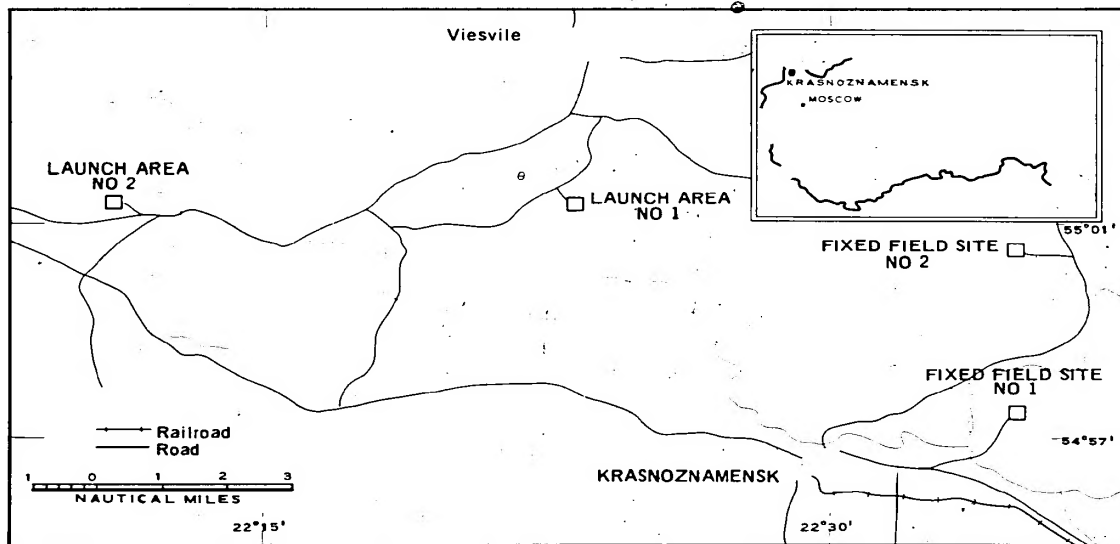 Viesvile
KRASNOZNAMENSK
MOSCOW
LAUNCH AREA
NO 2
LAUNCH AREA
NO 1
55°01'
FIXED FIELD SITE
NO 2
FIXED FIELD SITE
NO 1
Railroad
Road
54°57'
1 0 1 2 3
NAUTICAL MILES
KRASNOZNAMENSK
22°15'
22°30'